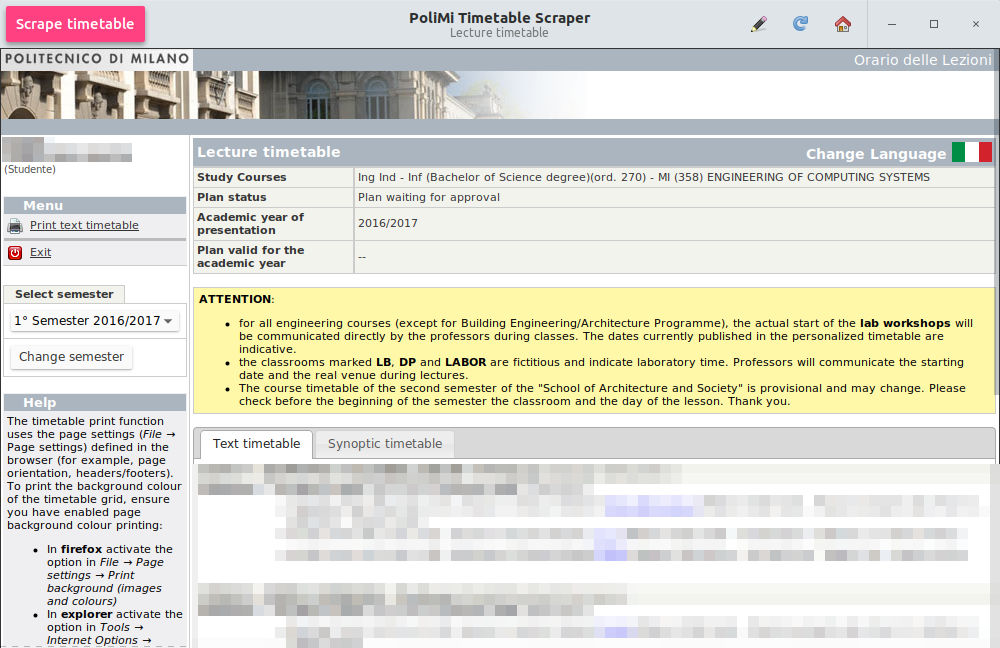 Scrape timetable
PoliMi Timetable Scraper
Lecture timetable
POLITECNICO DI MILANO
Orario delle Lezioni
(Studente)
Menu
Print text timetable
Exit
Select semester
1° Semester 2016/2017
Change semester
Help
The timetable print function
uses the page settings (File →
Page settings) defined in the
browser (for example, page
orientation, headers/footers).
To print the background colour
of the timetable grid, ensure
you have enabled page
background colour printing:
In firefox activate the
option in File → Page
settings → Print
background (images
and colours)
In explorer activate the
option in Tools →
Internet Options →
Lecture timetable
Change Language
Study Courses Ing Ind - Inf (Bachelor of Science degree)(ord. 270) - MI (358) ENGINEERING OF COMPUTING SYSTEMS
Plan status Plan waiting for approval
Academic year of
presentation 2016/2017
Plan valid for the
academic year --
ATTENTION:
for all engineering courses (except for Building Engineering/Architecture Programme), the actual start of the lab workshops will
be communicated directly by the professors during classes. The dates currently published in the personalized timetable are
indicative.
the classrooms marked LB, DP and LABOR are fictitious and indicate laboratory time. Professors will communicate the starting
date and the real venue during lectures.
The course timetable of the second semester of the "School of Architecture and Society" is provisional and may change. Please
check before the beginning of the semester the classroom and the day of the lesson. Thank you.
Text timetable
Synoptic timetable